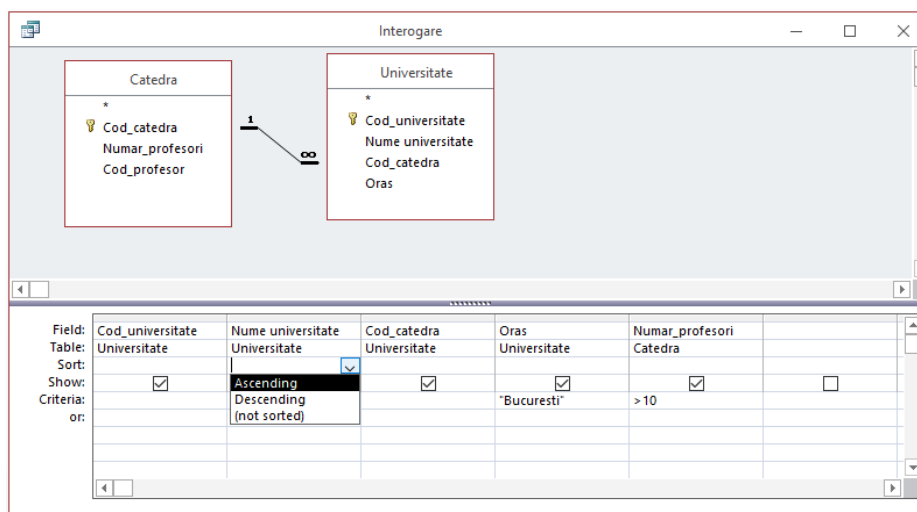 Interogare
Catedra
*
Cod_catedra
Numar_profesori
Cod_profesor
1
∞
Universitate
*
Cod_universitate
Nume universitate
Cod_catedra
Oras
Field: Cod_universitate Nume universitate Cod_catedra Oras Numar_profesori
Table: Universitate Universitate Universitate Universitate Catedra
Sort:
Show: Ascending
Criteria: Descending "Bucuresti" >10
or: (not sorted)